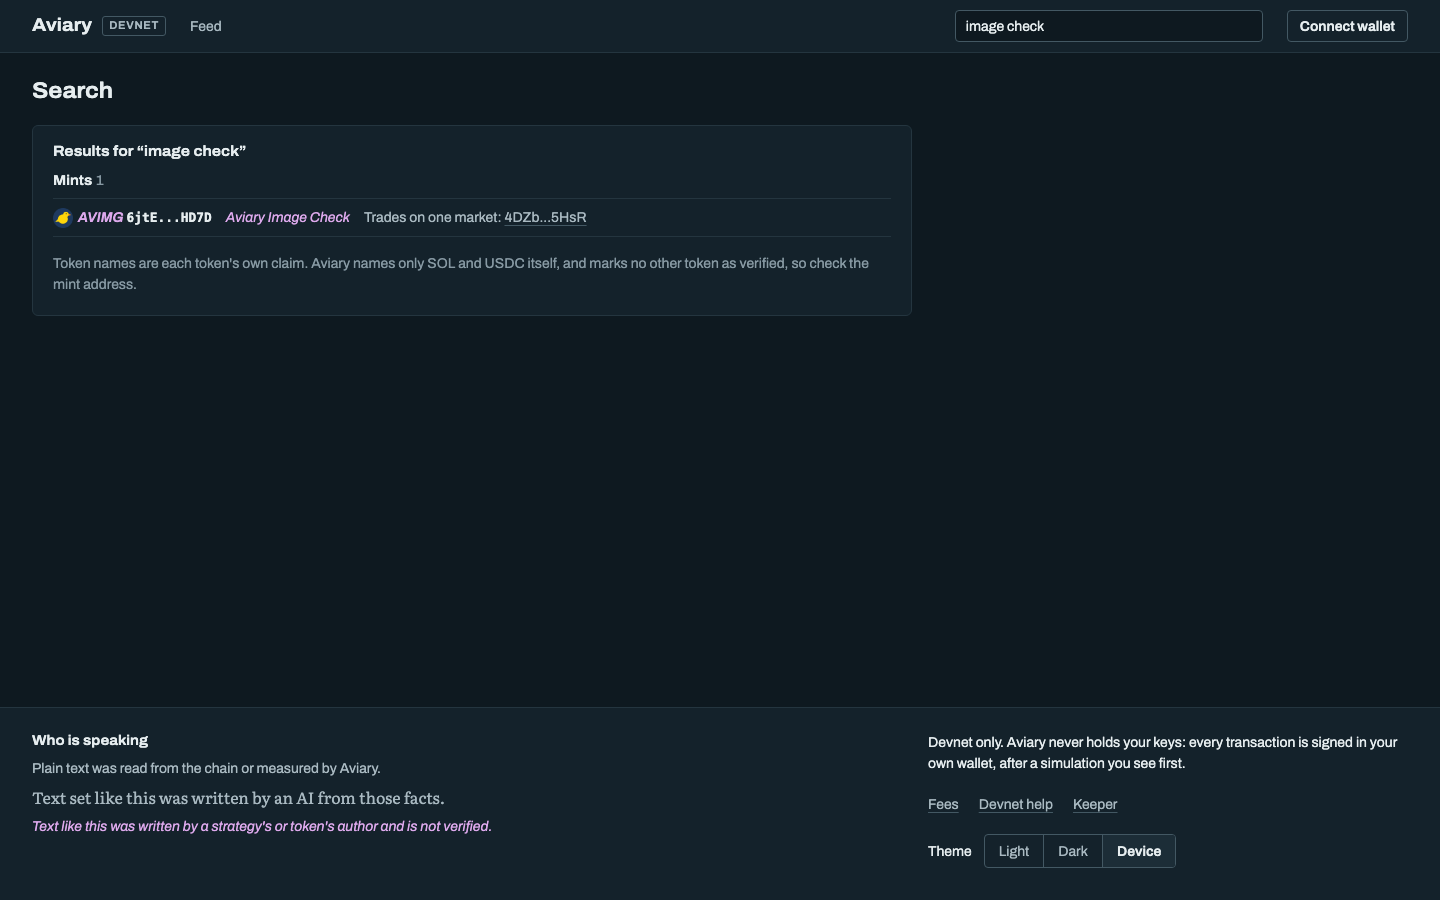 Aviary DEVNET Feed image check Connect wallet
Search
Results for “image check”
Mints 1
AVIMG 6jtE...HD7D Aviary Image Check Trades on one market: 4DZb...5HsR
Token names are each token's own claim. Aviary names only SOL and USDC itself, and marks no other token as verified, so check the
mint address.
Who is speaking
Plain text was read from the chain or measured by Aviary.
Text set like this was written by an AI from those facts.
Text like this was written by a strategy's or token's author and is not verified.
Devnet only. Aviary never holds your keys: every transaction is signed in your
own wallet, after a simulation you see first.
Fees Devnet help Keeper
Theme Light Dark Device